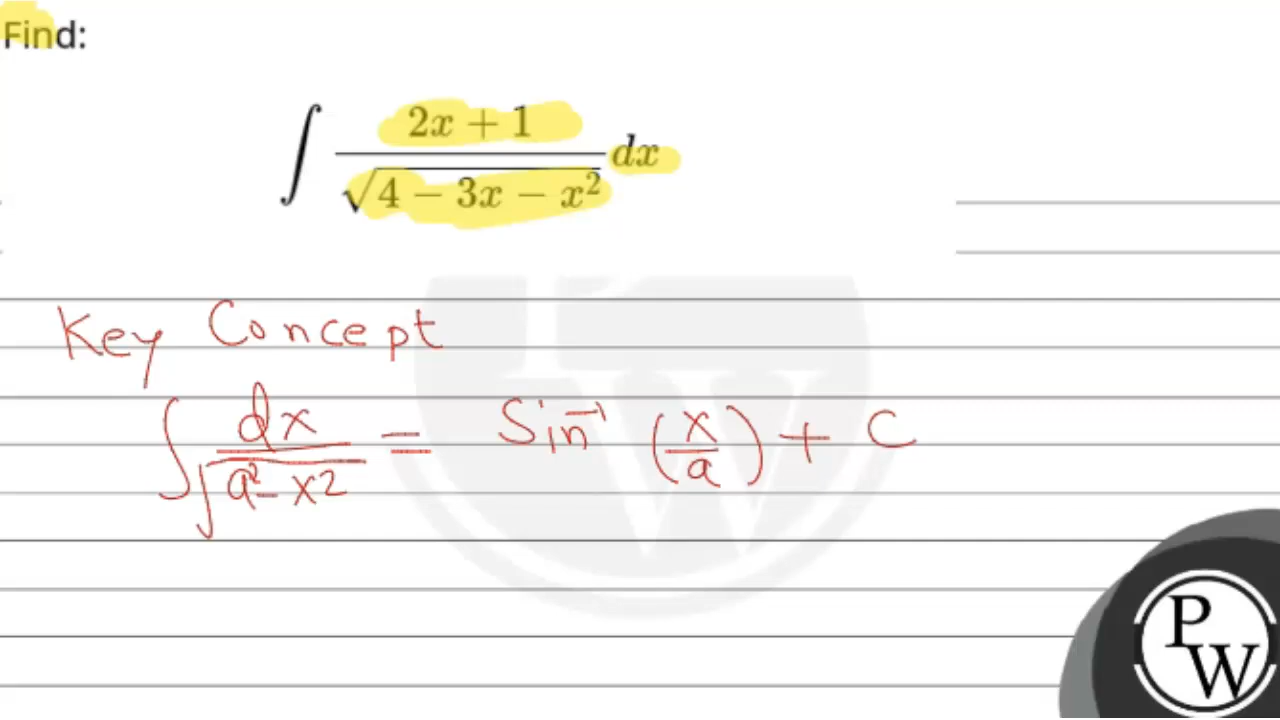 Find:
∫ (2x + 1)/√(4 − 3x − x²) dx
Key Concept
∫ dx/√(a² − x²) = Sin⁻¹ (x/a) + C
PW